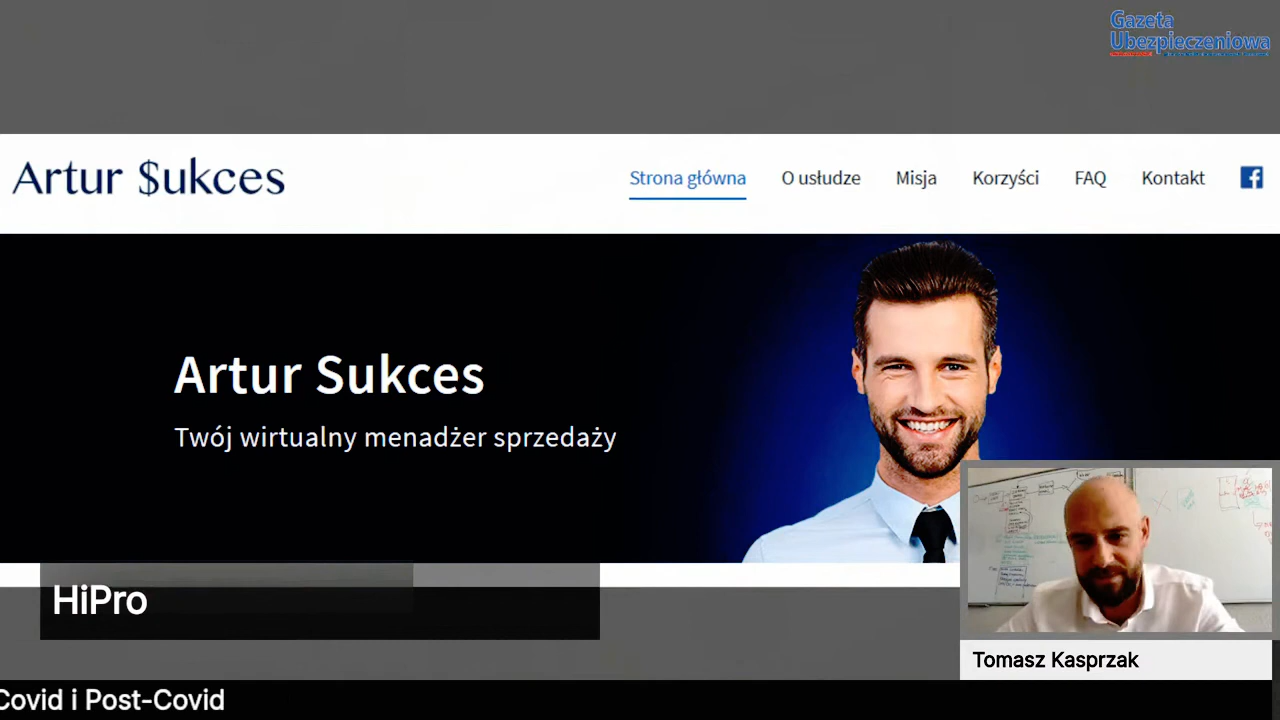 Gazeta
Ubezpieczeniowa
Artur $ukces
Strona główna O usłudze Misja Korzyści FAQ Kontakt
Artur Sukces
Twój wirtualny menadżer sprzedaży
HiPro
Tomasz Kasprzak
Covid i Post-Covid